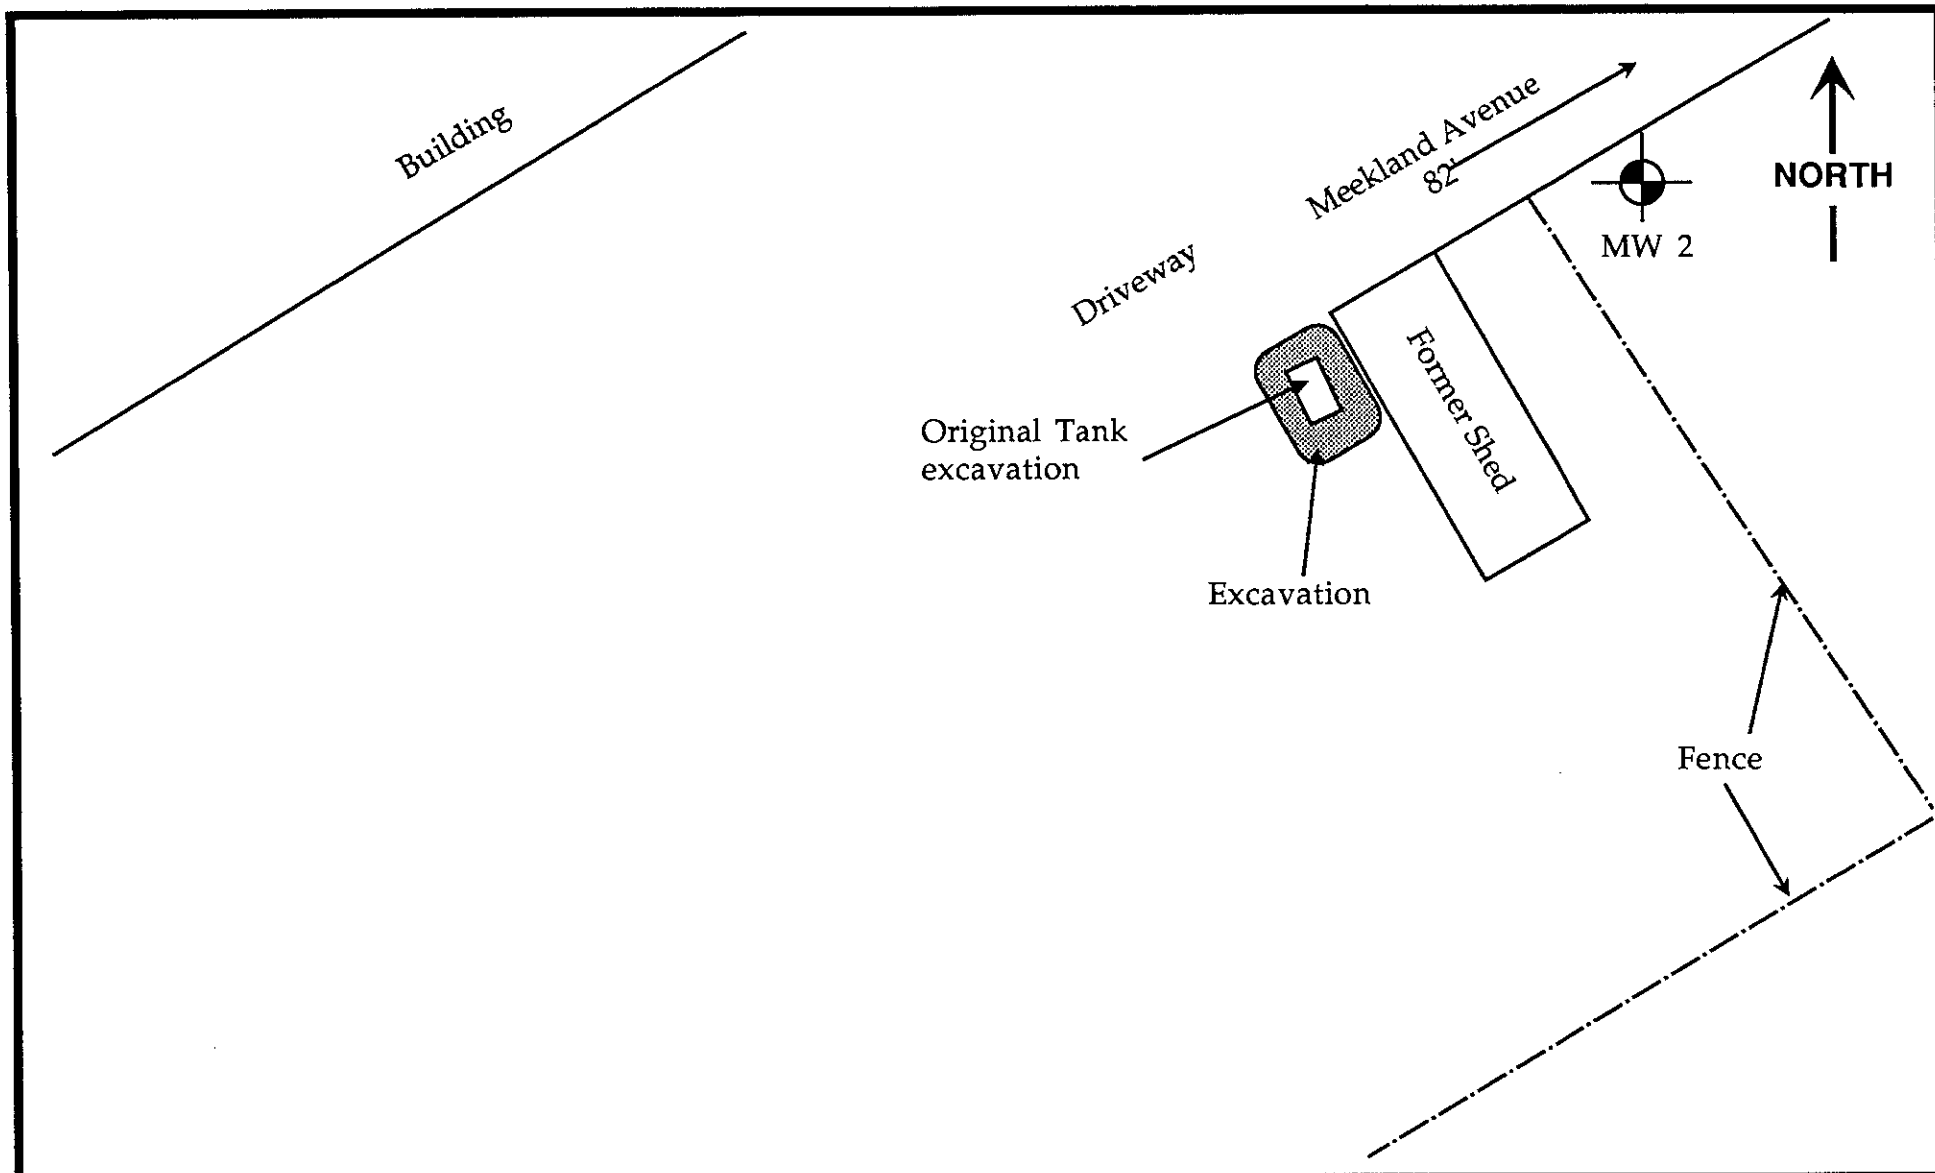 Building
Meekland Avenue
82'
NORTH
MW 2
Driveway
Former Shed
Original Tank
excavation
Excavation
Fence